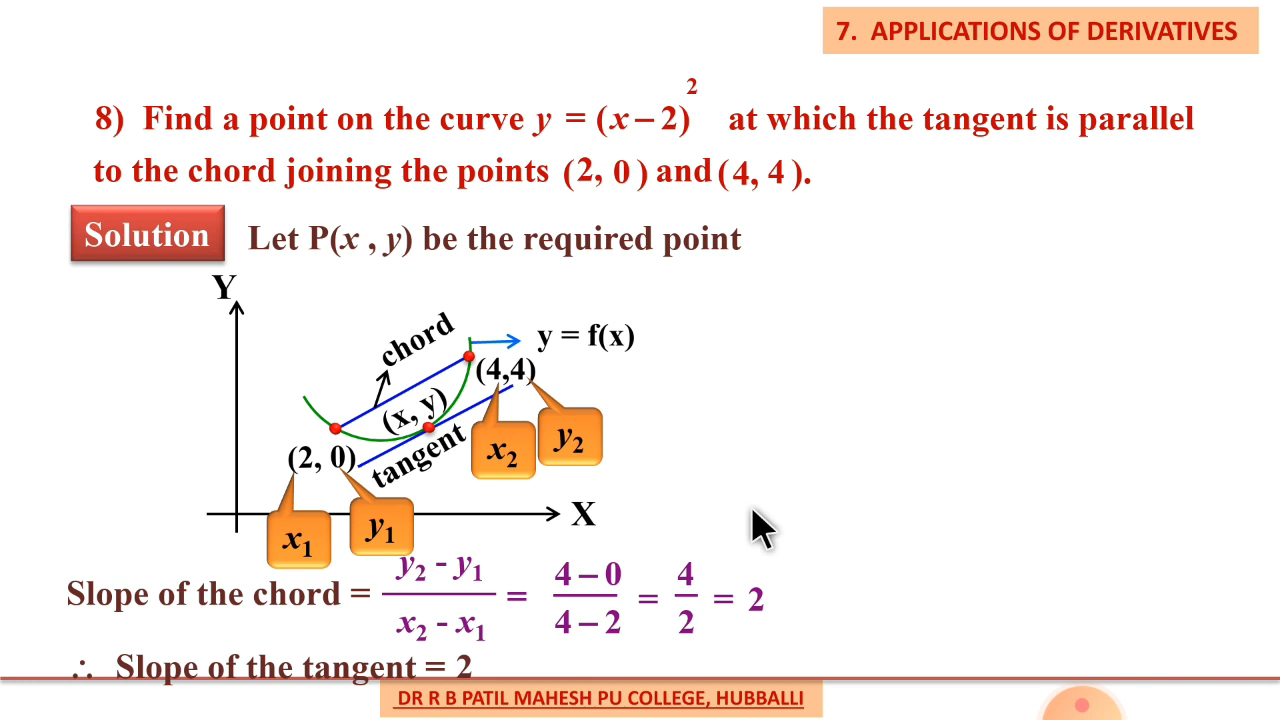 7. APPLICATIONS OF DERIVATIVES
8) Find a point on the curve y = (x – 2)² at which the tangent is parallel
to the chord joining the points (2, 0) and (4, 4).
Solution
Let P(x , y) be the required point
Y
chord
y = f(x)
(4,4)
(x, y)
tangent
(2, 0)
x₂
y₂
x₁
y₁
X
Slope of the chord = (y₂ - y₁)/(x₂ - x₁) = (4 – 0)/(4 – 2) = 4/2 = 2
∴ Slope of the tangent = 2
DR R B PATIL MAHESH PU COLLEGE, HUBBALLI